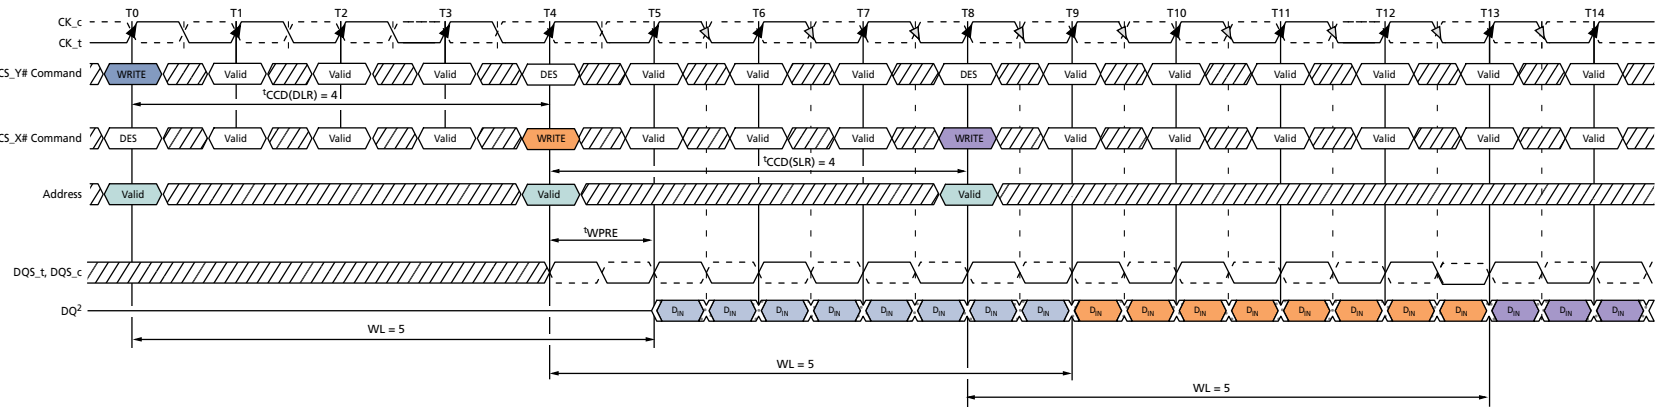 T0 T1 T2 T3 T4 T5 T6 T7 T8 T9 T10 T11 T12 T13 T14
CK_c
CK_t
CS_Y# Command WRITE Valid Valid Valid DES Valid Valid Valid DES Valid Valid Valid Valid Valid Valid
tCCD(DLR) = 4
CS_X# Command DES Valid Valid Valid WRITE Valid Valid Valid WRITE Valid Valid Valid Valid Valid Valid
tCCD(SLR) = 4
Address Valid Valid Valid
tWPRE
DQS_t, DQS_c
DQ2 DIN DIN DIN DIN DIN DIN DIN DIN DIN DIN DIN DIN DIN DIN DIN DIN DIN DIN DIN
WL = 5
WL = 5
WL = 5